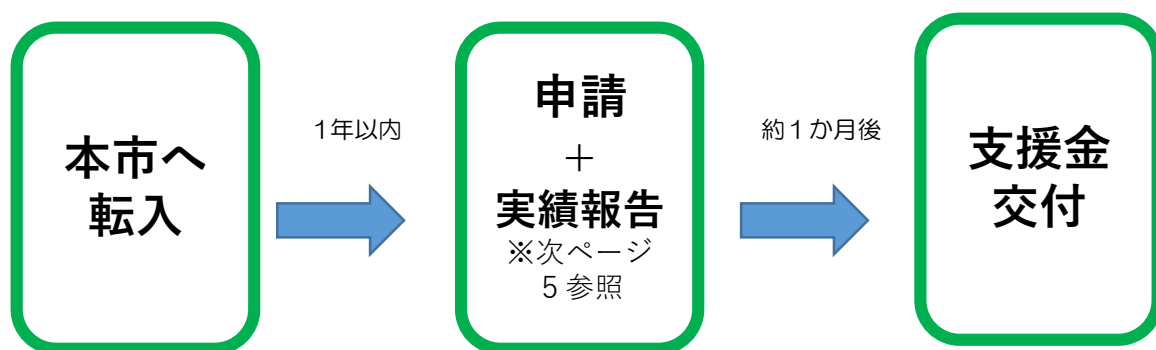 本市へ
転入
1年以内
申請
＋
実績報告
※次ページ
5参照
約1か月後
支援金
交付